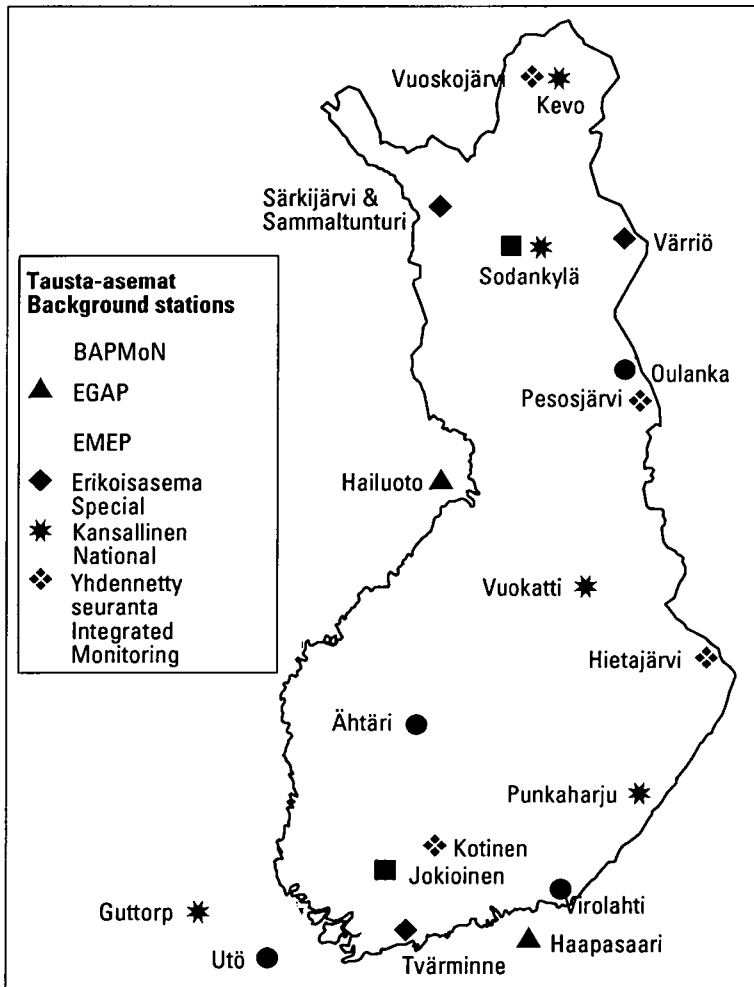 Vuoskojärvi
Kevo
Särkijärvi &
Sammaltunturi
Värriö
Sodankylä
Tausta-asemat
Background stations
BAPMoN
EGAP
EMEP
Erikoisasema
Special
Kansallinen
National
Yhdennetty
seuranta
Integrated
Monitoring
Oulanka
Pesosjärvi
Hailuoto
Vuokatti
Hietajärvi
Ähtäri
Punkaharju
Kotinen
Jokioinen
Virolahti
Guttorp
Haapasaari
Utö
Tvärminne